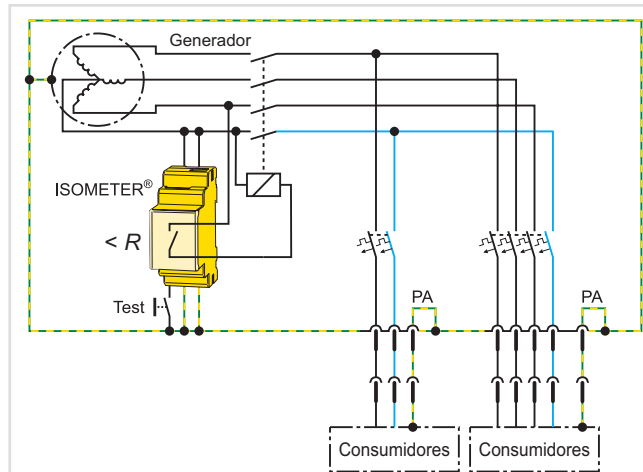 Generador
ISOMETER®
< R
Test
PA
PA
Consumidores
Consumidores